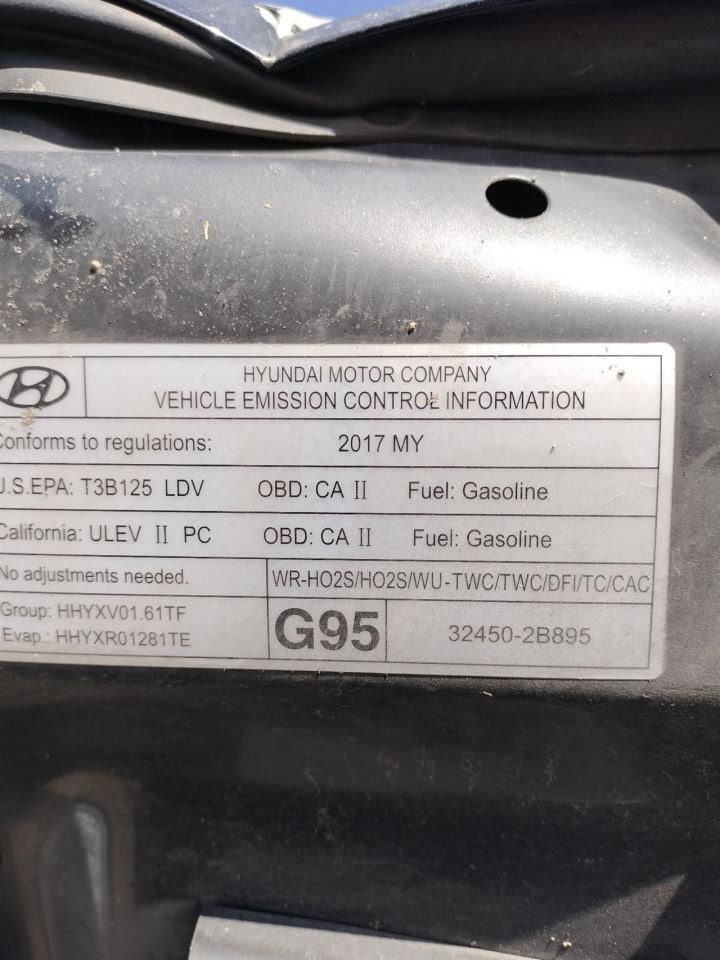 HYUNDAI MOTOR COMPANY
VEHICLE EMISSION CONTROL INFORMATION
Conforms to regulations: 2017 MY
U.S.EPA: T3B125 LDV OBD: CA II Fuel: Gasoline
California: ULEV II PC OBD: CA II Fuel: Gasoline
No adjustments needed. WR-HO2S/HO2S/WU-TWC/TWC/DFI/TC/CAC
Group: HHYXV01.61TF
Evap.: HHYXR01281TE
G95 32450-2B895